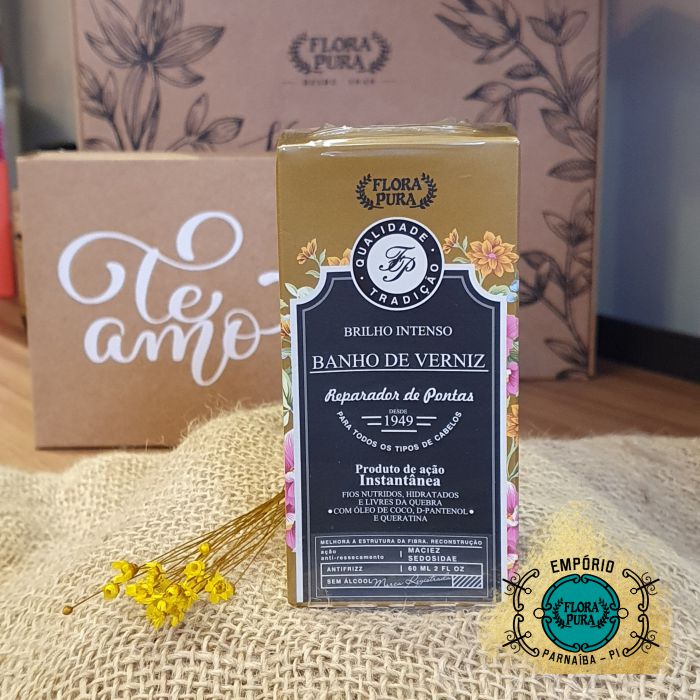 FLORA
PURA
DESDE 1949
Te
amo
FLORA
PURA
QUALIDADE
FP
TRADIÇÃO
BRILHO INTENSO
BANHO DE VERNIZ
Reparador de Pontas
DESDE
1949
PARA TODOS OS TIPOS DE CABELOS
Produto de ação
Instantânea
FIOS NUTRIDOS, HIDRATADOS
E LIVRES DA QUEBRA
• COM ÓLEO DE COCO, D-PANTENOL •
E QUERATINA
MELHORA A ESTRUTURA DA FIBRA, RECONSTRUÇÃO
ação
anti-ressecamento
MACIEZ
SEDOSIDAE
ANTIFRIZZ
60 ML 2 FL OZ
SEM ÁLCOOL
Marca Registrada
EMPÓRIO
FLORA
PURA
PARNAÍBA - PI